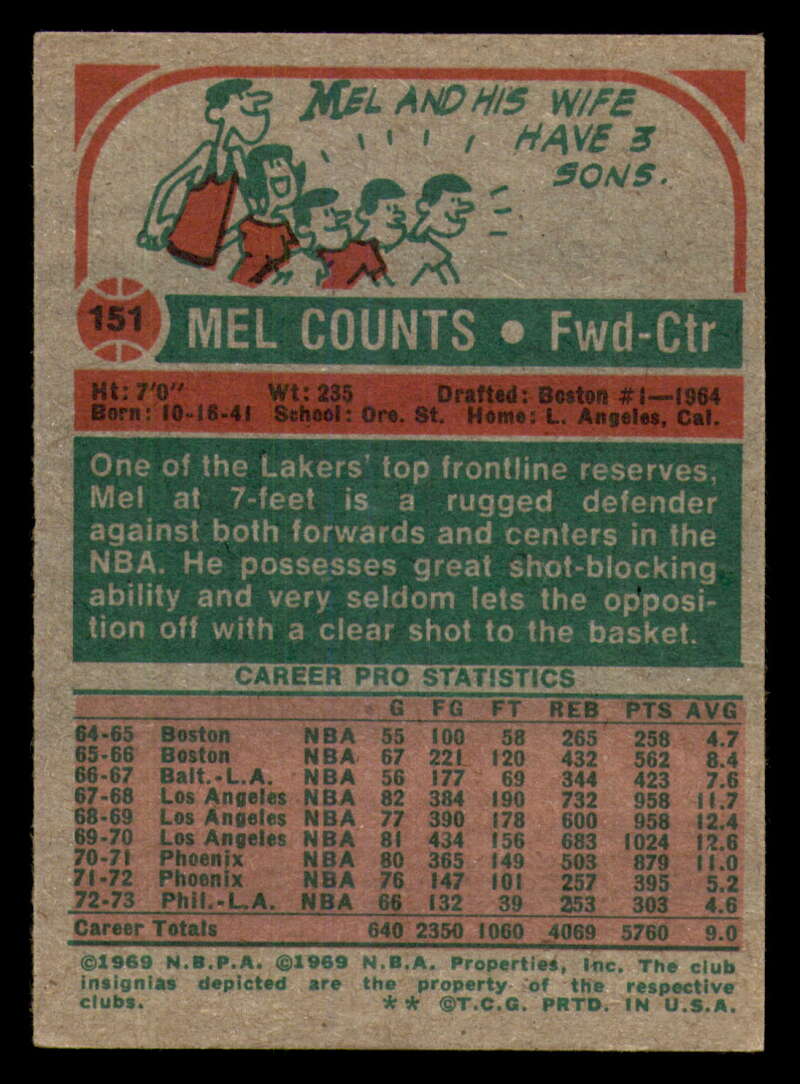 MEL AND HIS WIFE
HAVE 3
SONS.
151
MEL COUNTS • Fwd-Ctr
Ht: 7'0" Wt: 235 Drafted: Boston #1—1964
Born: 10-16-41 School: Ore. St. Home: L. Angeles, Cal.
One of the Lakers' top frontline reserves,
Mel at 7-feet is a rugged defender
against both forwards and centers in the
NBA. He possesses great shot-blocking
ability and very seldom lets the opposi-
tion off with a clear shot to the basket.
CAREER PRO STATISTICS
G FG FT REB PTS AVG
64-65 Boston NBA 55 100 58 265 258 4.7
65-66 Boston NBA 67 221 120 432 562 8.4
66-67 Balt.-L.A. NBA 56 177 69 344 423 7.6
67-68 Los Angeles NBA 82 384 190 732 958 11.7
68-69 Los Angeles NBA 77 390 178 600 958 12.4
69-70 Los Angeles NBA 81 434 156 683 1024 12.6
70-71 Phoenix NBA 80 365 149 503 879 11.0
71-72 Phoenix NBA 76 147 101 257 395 5.2
72-73 Phil.-L.A. NBA 66 132 39 253 303 4.6
Career Totals 640 2350 1060 4069 5760 9.0
©1969 N.B.P.A. ©1969 N.B.A. Properties, Inc. The club
insignias depicted are the property of the respective
clubs. ** ©T.C.G. PRTD. IN U.S.A.